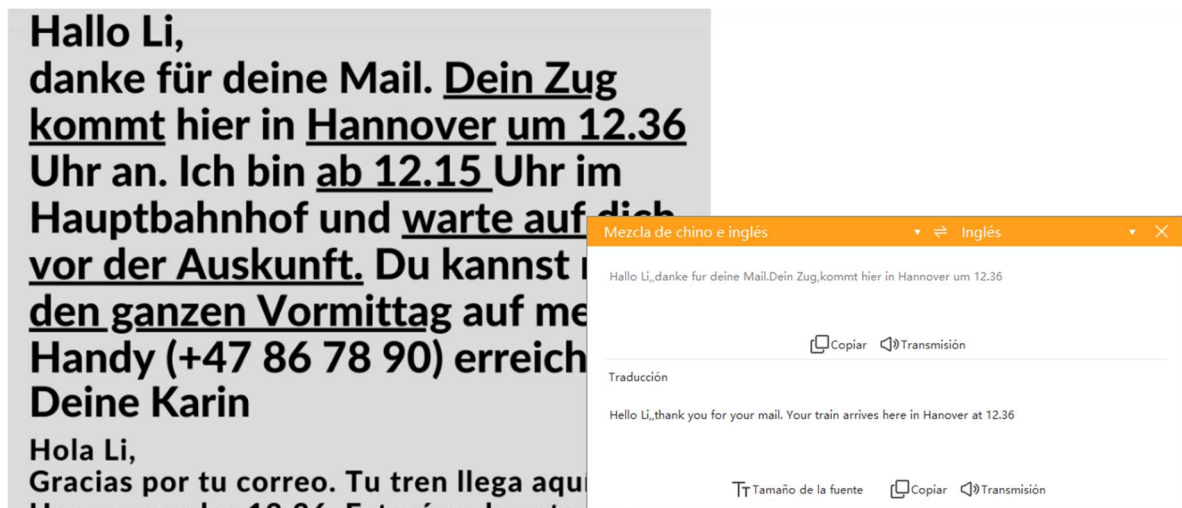 Hallo Li,
danke für deine Mail. Dein Zug
kommt hier in Hannover um 12.36
Uhr an. Ich bin ab 12.15 Uhr im
Hauptbahnhof und warte auf dich
vor der Auskunft. Du kannst
den ganzen Vormittag auf me
Handy (+47 86 78 90) erreich
Deine Karin
Hola Li,
Gracias por tu correo. Tu tren llega aquí
Mezcla de chino e inglés
Inglés
Hallo Li,,danke fur deine Mail.Dein Zug,kommt hier in Hannover um 12.36
Copiar Transmisión
Traducción
Hello Li,,thank you for your mail. Your train arrives here in Hanover at 12.36
Tamaño de la fuente Copiar Transmisión